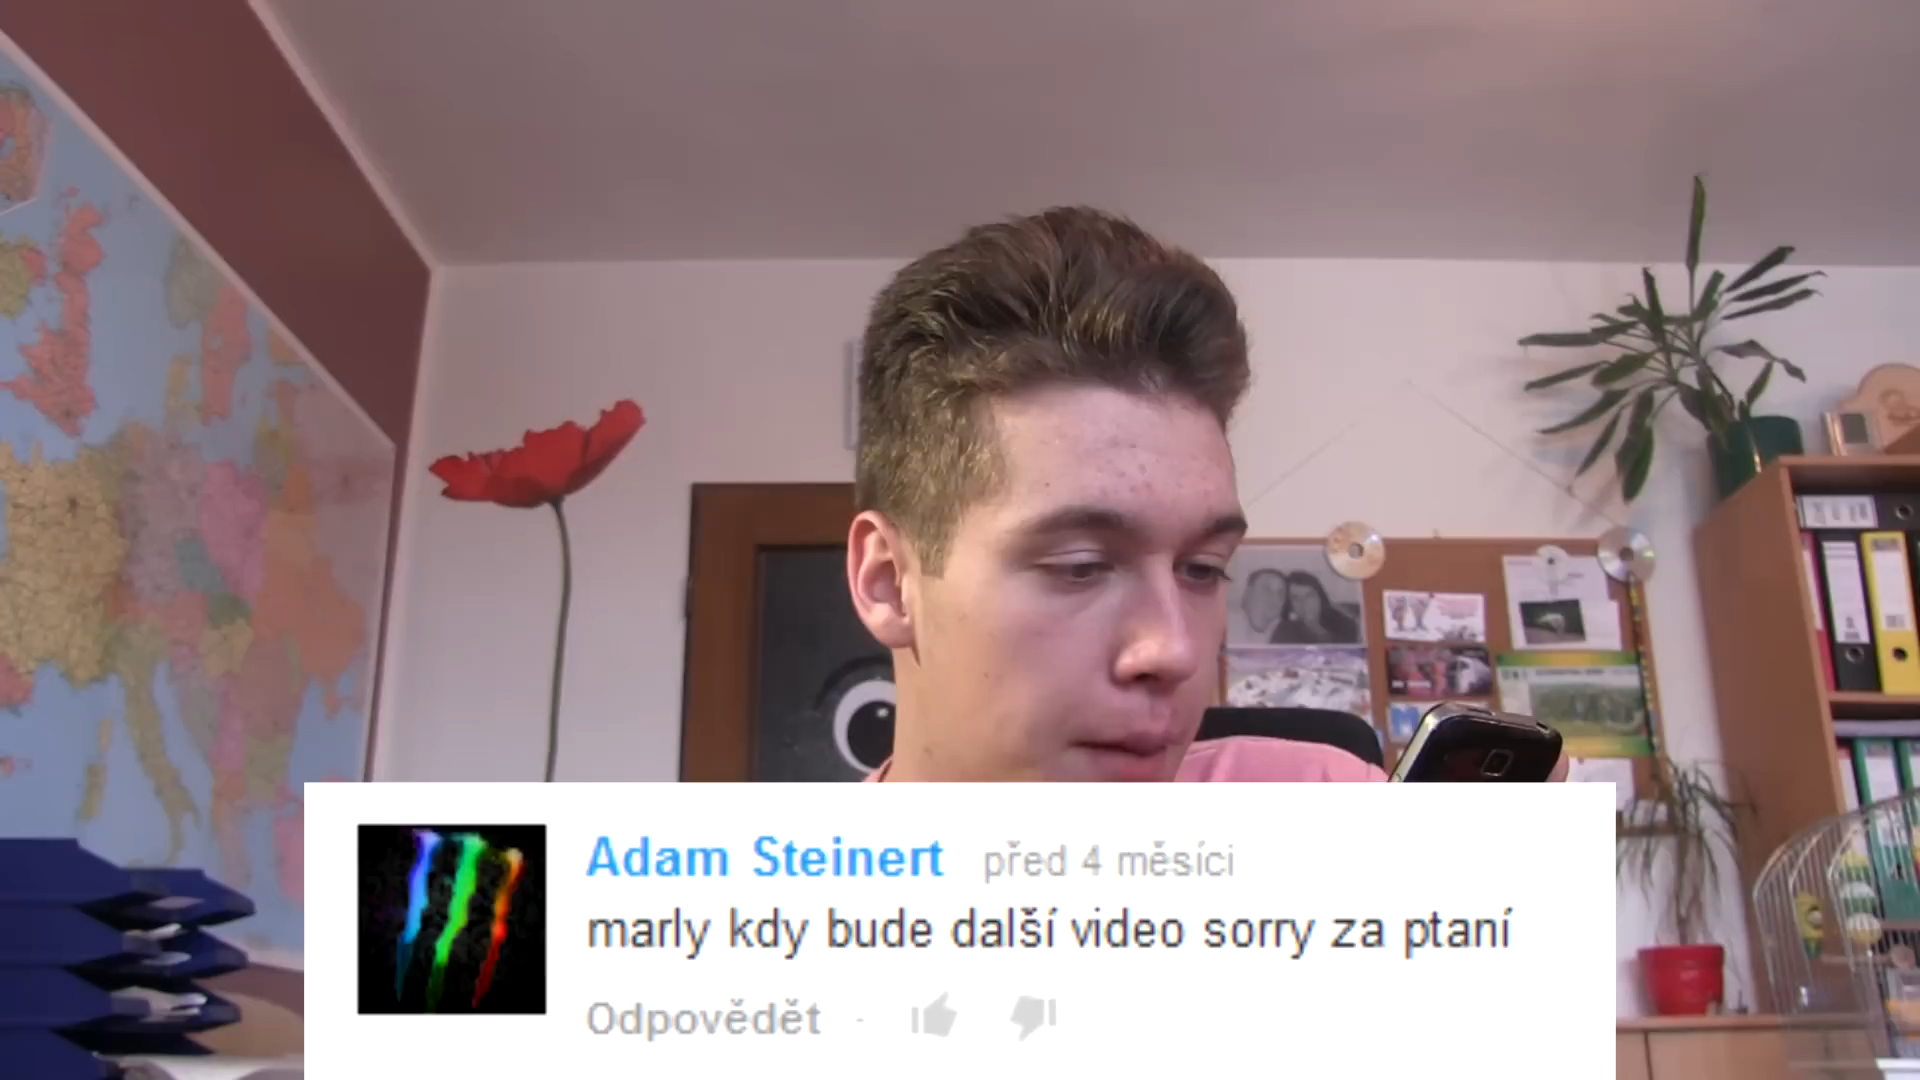 Adam Steinert před 4 měsíci
marly kdy bude další video sorry za ptaní
Odpovědět